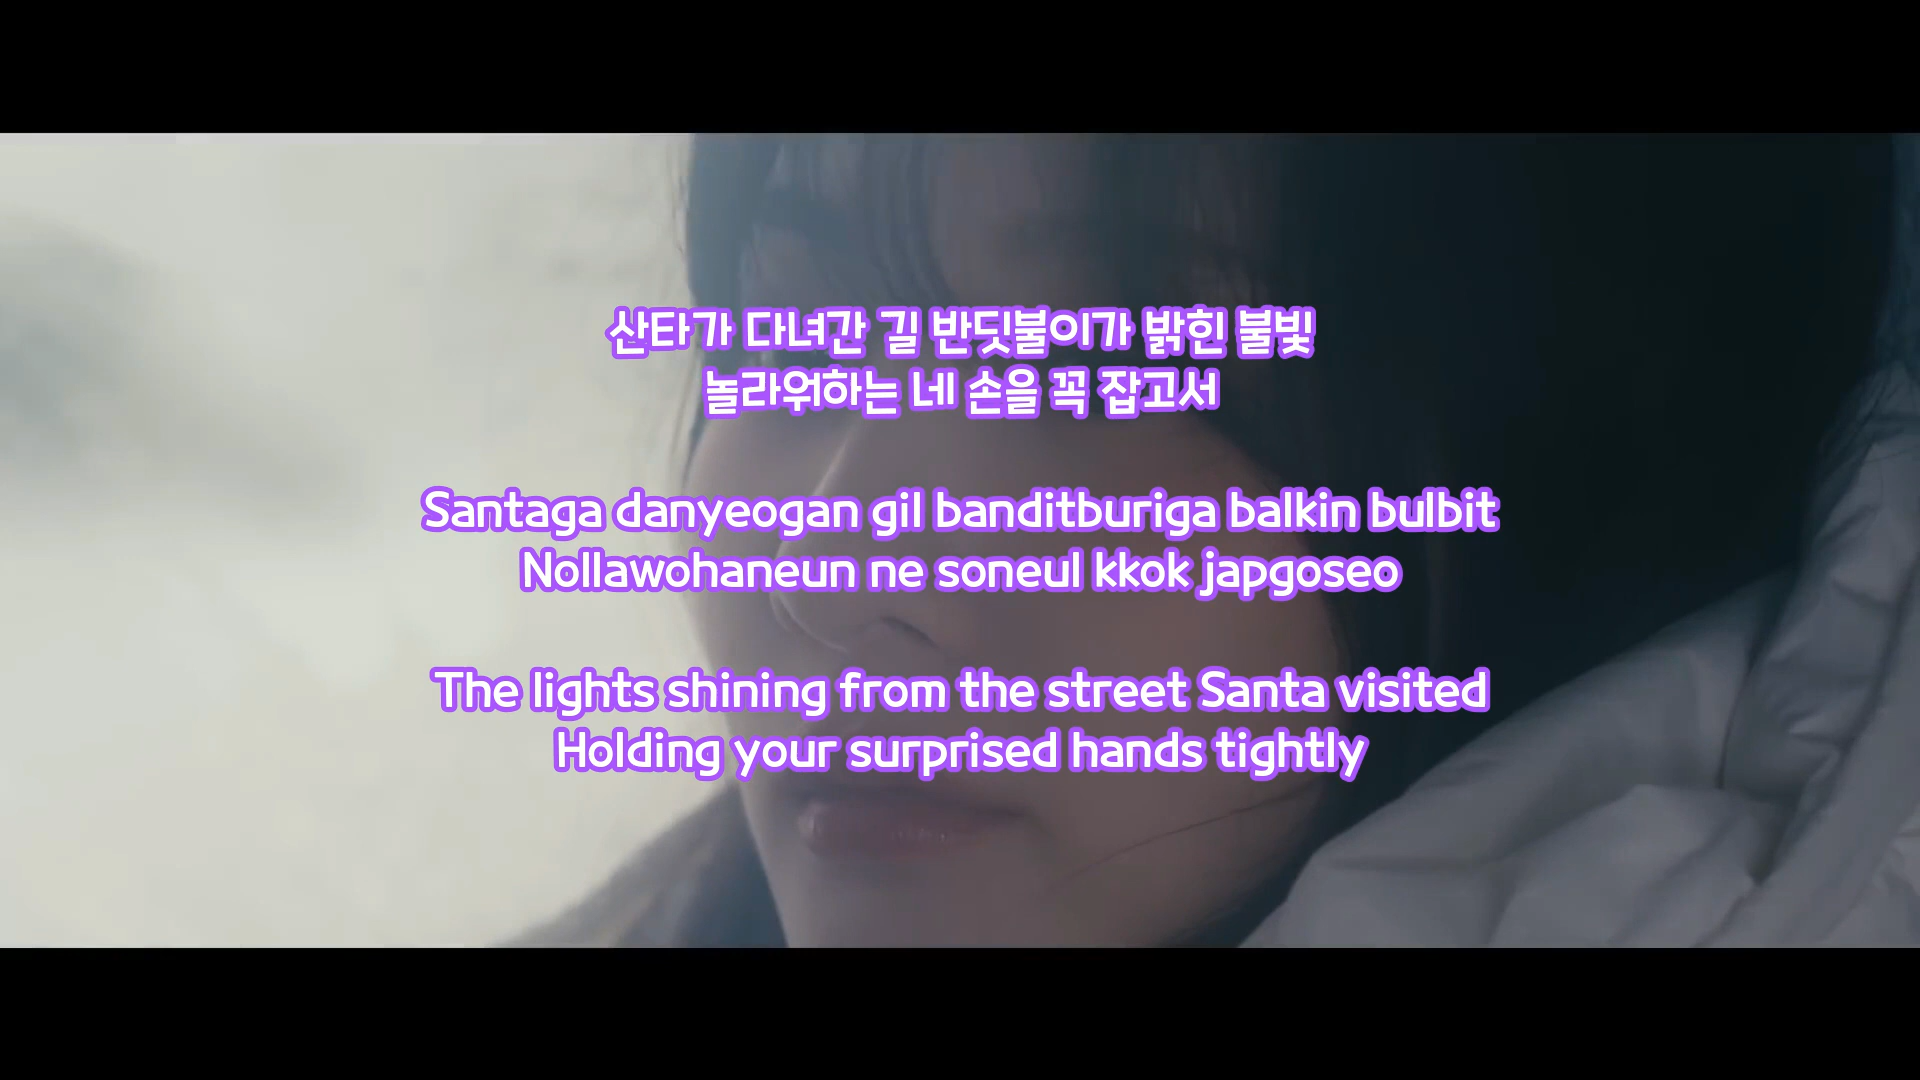 산타가 다녀간 길 반딧불이가 밝힌 불빛
놀라워하는 네 손을 꼭 잡고서
Santaga danyeogan gil banditburiga balkin bulbit
Nollawohaneun ne soneul kkok japgoseo
The lights shining from the street Santa visited
Holding your surprised hands tightly